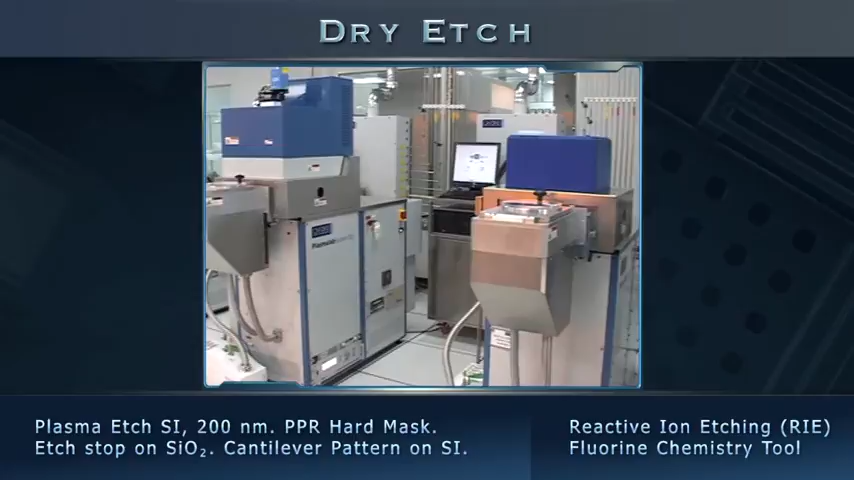 DRY ETCH
Plasma Etch SI, 200 nm. PPR Hard Mask.
Etch stop on SiO₂. Cantilever Pattern on SI.
Reactive Ion Etching (RIE)
Fluorine Chemistry Tool